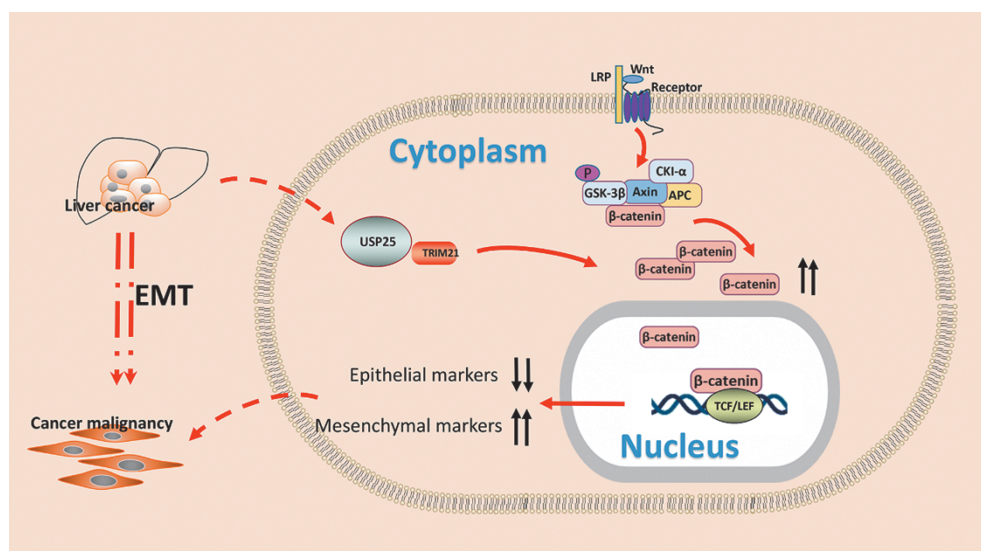 Wnt
LRP
Receptor
Cytoplasm
P
CKI-α
GSK-3β
Axin
APC
β-catenin
Liver cancer
USP25
TRIM21
β-catenin
β-catenin
β-catenin
EMT
β-catenin
Epithelial markers
β-catenin
TCF/LEF
Mesenchymal markers
Nucleus
Cancer malignancy